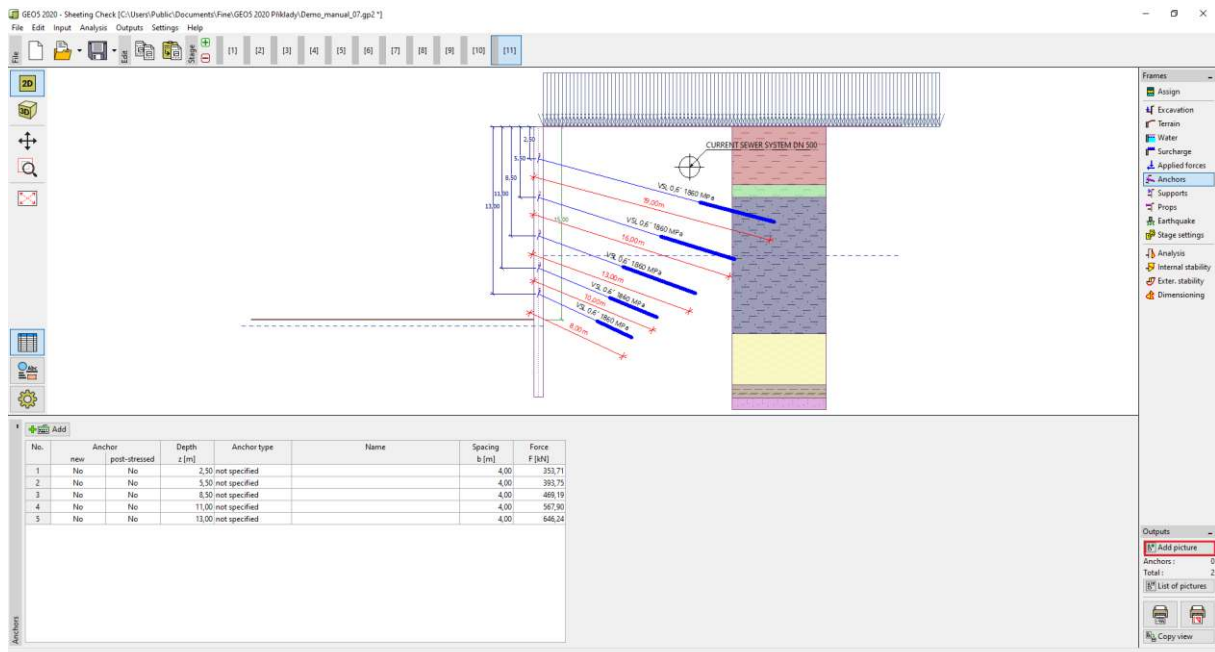 GEO5 2020 - Sheeting Check [C:\Users\Public\Documents\Fine\GEO5 2020 Příklady\Demo_manual_07.gp2 *]
File Edit Input Analysis Outputs Settings Help
File
Edit
Stage
[1] [2] [3] [4] [5] [6] [7] [8] [9] [10] [11]
2D
3D
Abc
2,50
5,50
8,50
11,00
13,00
15,00
CURRENT SEWER SYSTEM DN 500
VSL 0,6" 1860 MPa
19,00m
VSL 0,6" 1860 MPa
16,00m
VSL 0,6" 1860 MPa
13,00m
VSL 0,6" 1860 MPa
10,00m
VSL 0,6" 1860 MPa
8,00m
Frames
Assign
Excavation
Terrain
Water
Surcharge
Applied forces
Anchors
Supports
Props
Earthquake
Stage settings
Analysis
Internal stability
Exter. stability
Dimensioning
Add
No. Anchor Depth Anchor type Name Spacing Force
new post-stressed z [m] b [m] F [kN]
1 No No 2,50 not specified 4,00 353,71
2 No No 5,50 not specified 4,00 393,75
3 No No 8,50 not specified 4,00 469,19
4 No No 11,00 not specified 4,00 567,90
5 No No 13,00 not specified 4,00 646,24
Anchors
Outputs
Add picture
Anchors : 0
Total : 2
List of pictures
Copy view